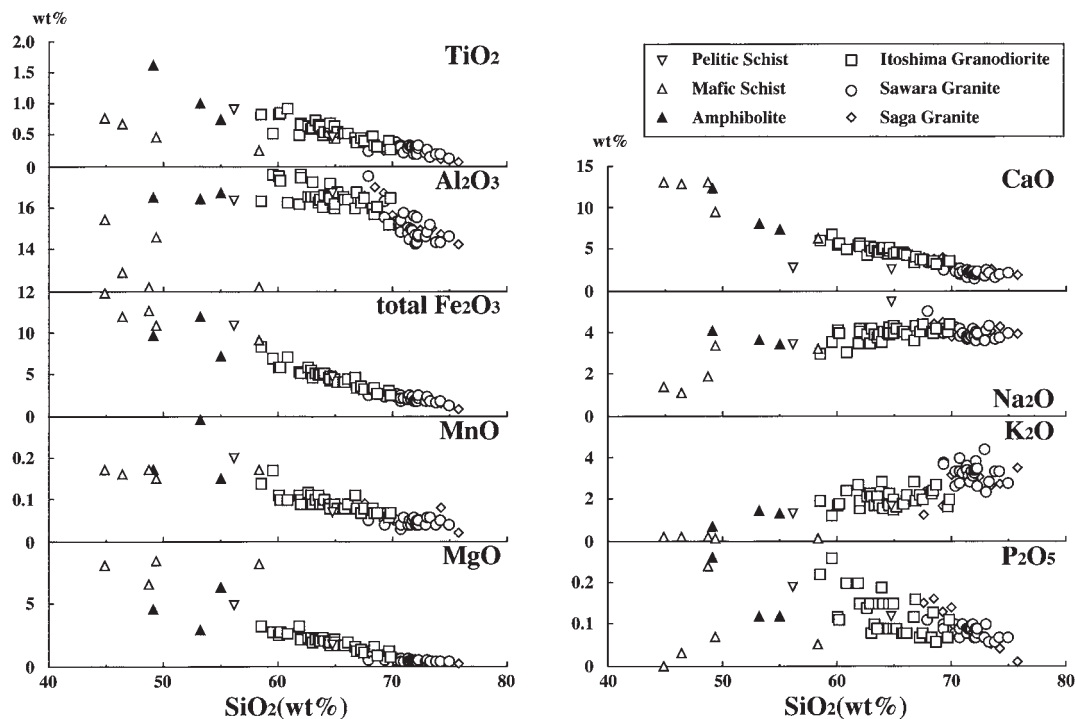 wt%
TiO2
2.0
1.5
1.0
0.5
0
Al2O3
16
14
12
total Fe2O3
10
5
0
MnO
0.2
0.1
0
MgO
5
0
40 50 60 70 80
SiO2(wt%)
Pelitic Schist
Mafic Schist
Amphibolite
Itoshima Granodiorite
Sawara Granite
Saga Granite
wt%
CaO
15
10
5
0
Na2O
4
2
0
K2O
4
2
0
P2O5
0.2
0.1
0
40 50 60 70 80
SiO2(wt%)